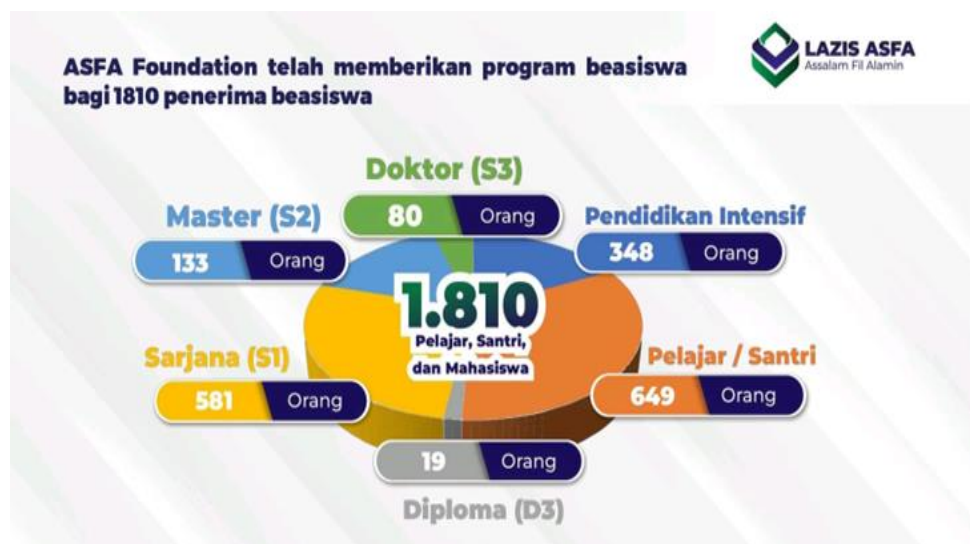 ASFA Foundation telah memberikan program beasiswa
bagi 1810 penerima beasiswa
LAZIS ASFA
Assalam Fil Alamin
Doktor (S3)
80 Orang
Master (S2)
133 Orang
Pendidikan Intensif
348 Orang
1.810
Pelajar, Santri,
dan Mahasiswa
Sarjana (S1)
581 Orang
Pelajar / Santri
649 Orang
19 Orang
Diploma (D3)